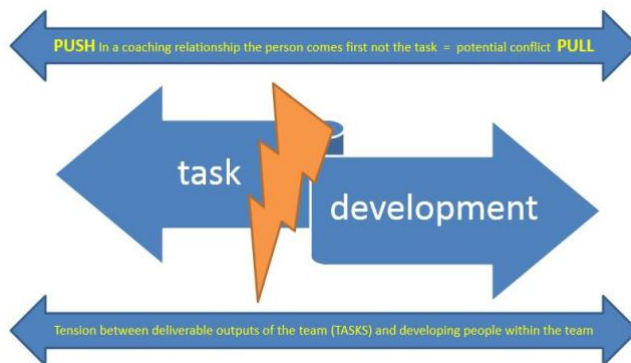 PUSH In a coaching relationship the person comes first not the task = potential conflict PULL
task
development
Tension between deliverable outputs of the team (TASKS) and developing people within the team